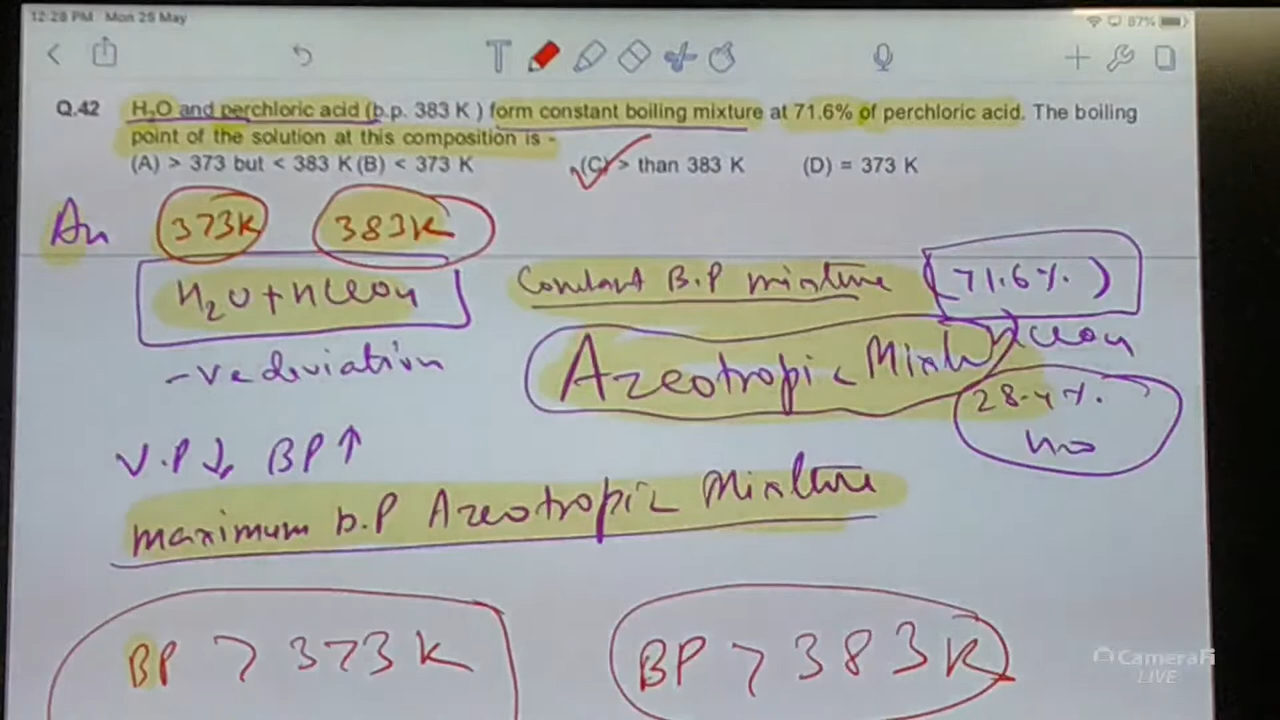 12:28 PM Mon 25 May
87%
T
Q.42 H₂O and perchloric acid (b.p. 383 K ) form constant boiling mixture at 71.6% of perchloric acid. The boiling
point of the solution at this composition is -
(A) > 373 but < 383 K (B) < 373 K (C) > than 383 K (D) = 373 K
An 373K 383K
H₂O + HClO₄ Constant B.P mixture (71.6%)
HClO₄
-ve deviation Azeotropic Mixture
28.4%
H₂O
V.P↓ BP↑
maximum b.P Azeotropic Mixture
BP > 373 K BP > 383 K
CameraFi
LIVE